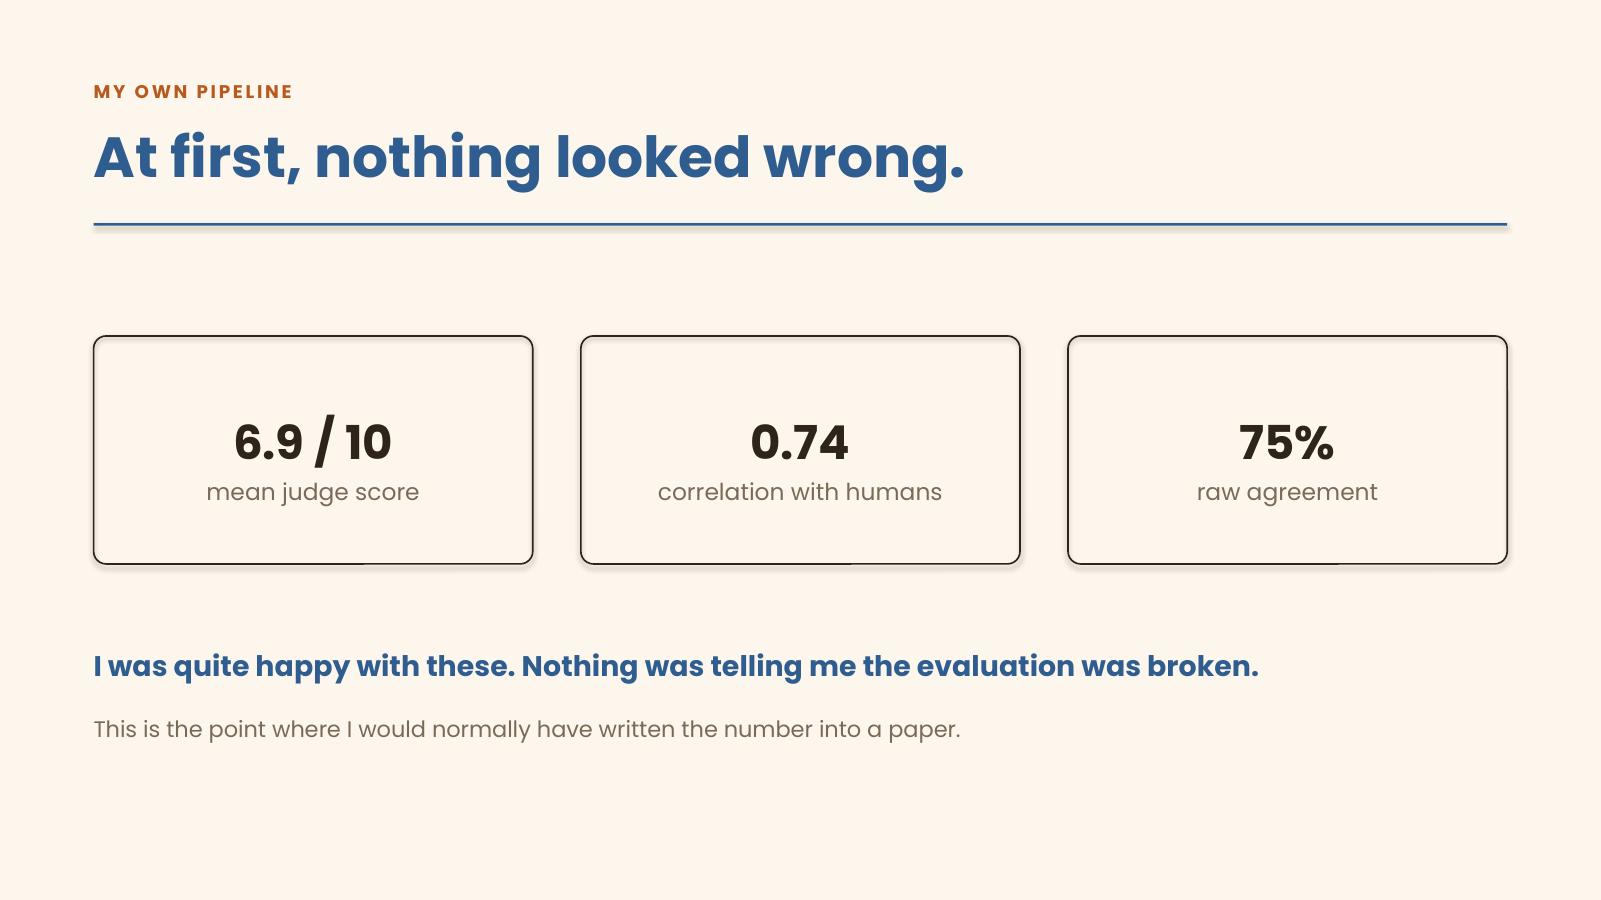 MY OWN PIPELINE
At first, nothing looked wrong.
6.9 / 10
mean judge score
0.74
correlation with humans
75%
raw agreement
I was quite happy with these. Nothing was telling me the evaluation was broken.
This is the point where I would normally have written the number into a paper.